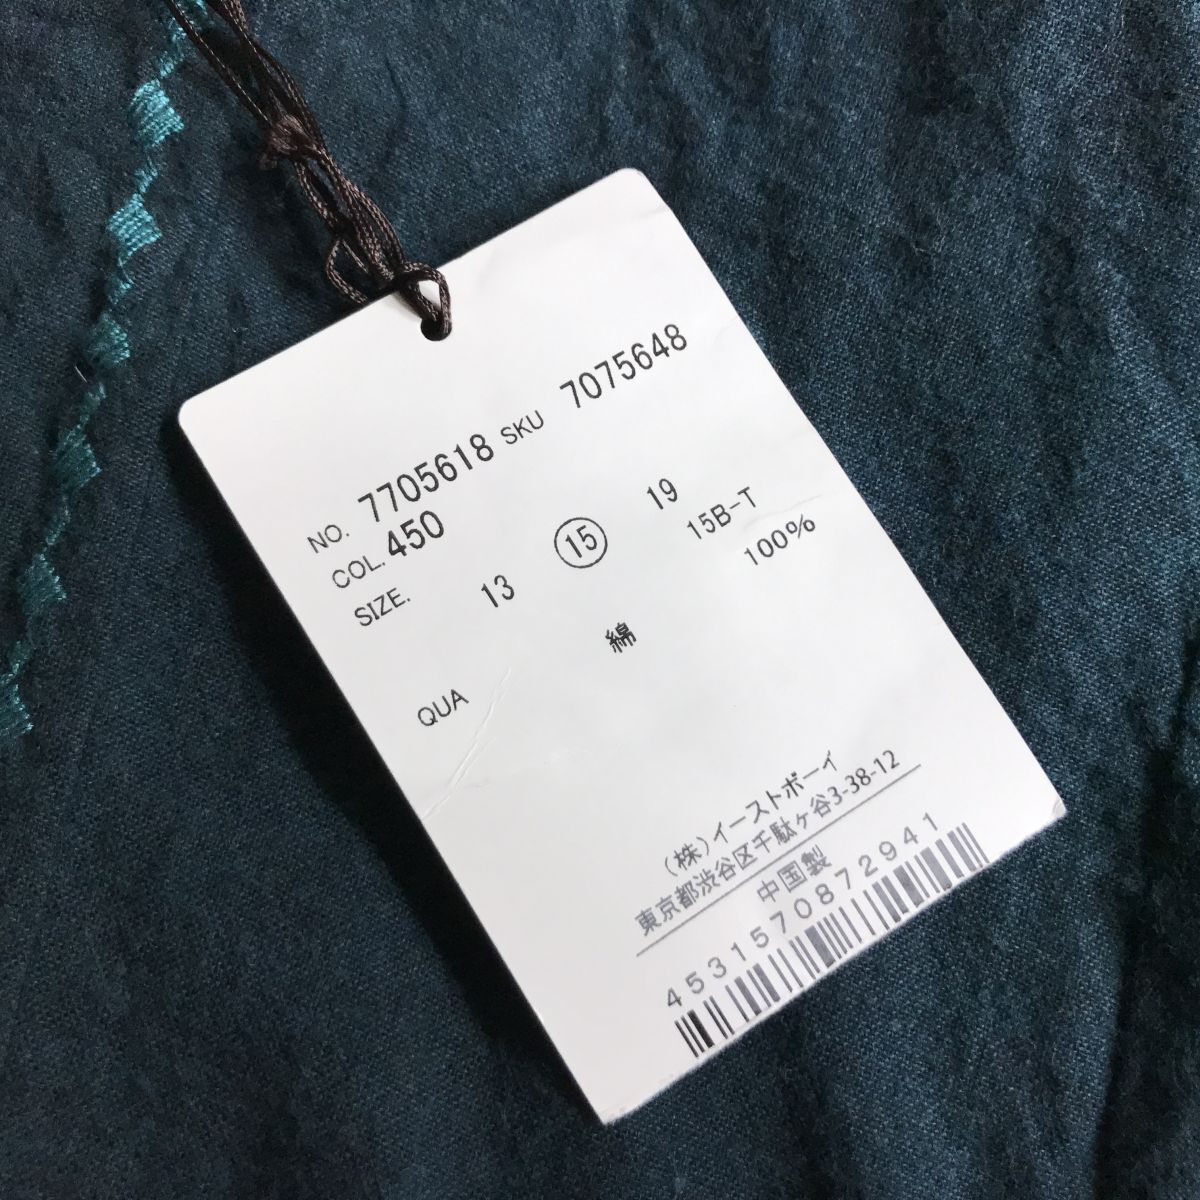 NO. 7705618 SKU 7075648
COL. 450
SIZE. 13 15 19
15B-T
QUA 綿 100%
(株)イーストボーイ
東京都渋谷区千駄ヶ谷3-38-12
中国製
4531570872941